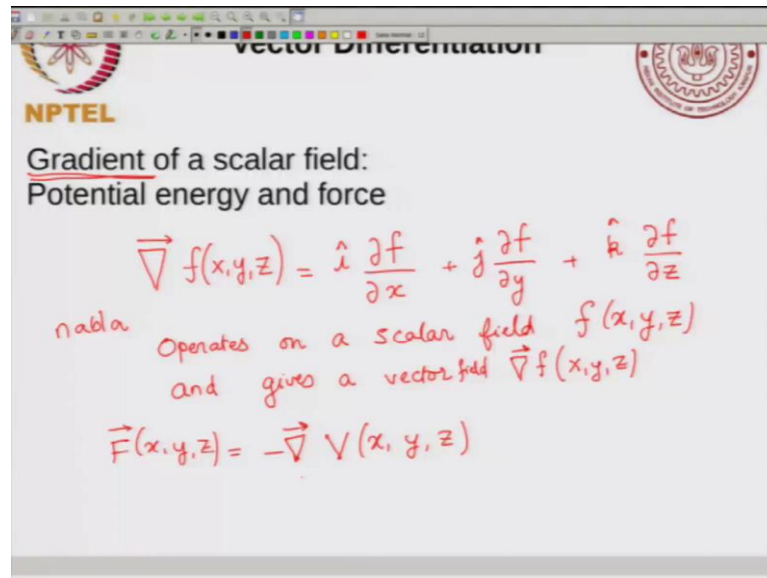 Vector Differentiation
NPTEL
Gradient of a scalar field:
Potential energy and force
∇⃗ f(x,y,z) = î ∂f/∂x + ĵ ∂f/∂y + k̂ ∂f/∂z
nabla
Operates on a scalar field f(x,y,z)
and gives a vector field ∇⃗ f(x,y,z)
F⃗(x,y,z) = −∇⃗ V(x, y, z)